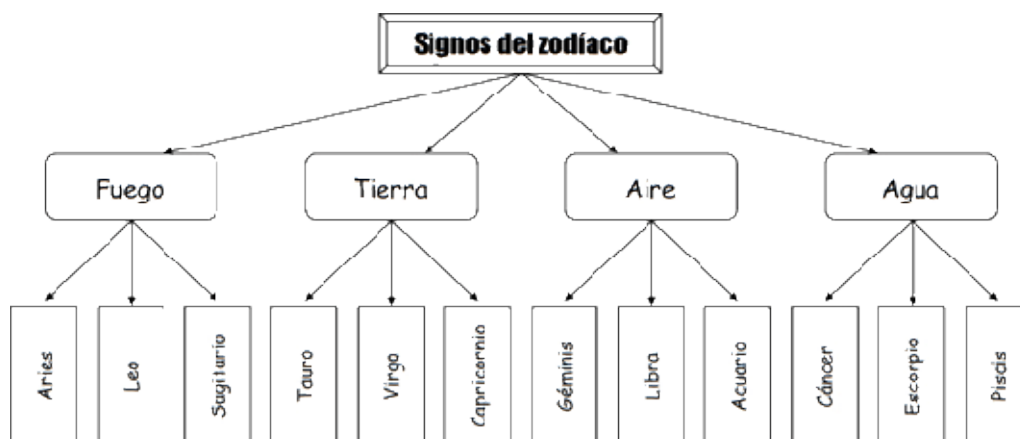 Signos del zodíaco
Fuego
Tierra
Aire
Agua
Aries
Leo
Sagitario
Tauro
Virgo
Capricornio
Géminis
Libra
Acuario
Cáncer
Escorpio
Piscis